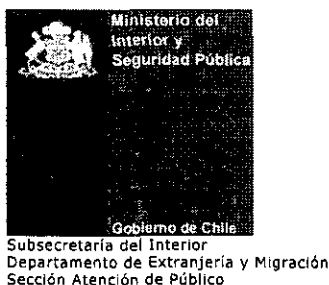 Ministerio del
Interior y
Seguridad Pública
Gobierno de Chile
Subsecretaría del Interior
Departamento de Extranjería y Migración
Sección Atención de Público